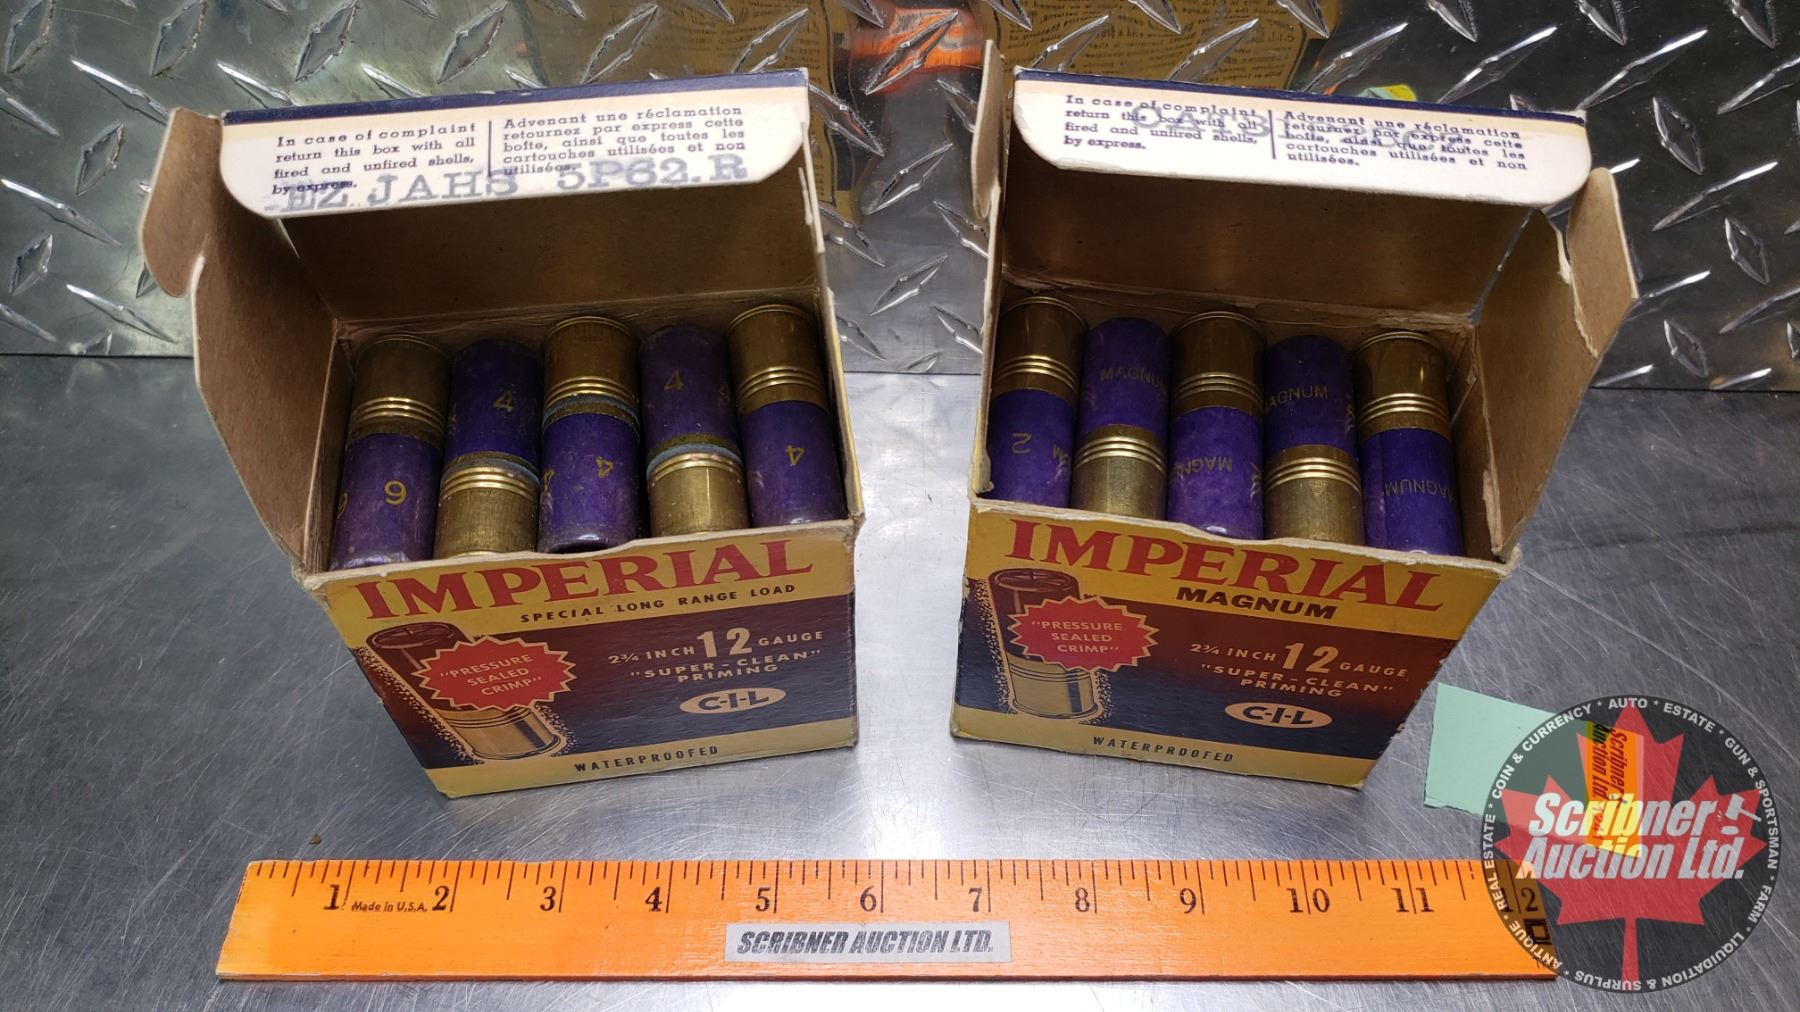 In case of complaint
return this box with all
fired and unfired shells,
by express.
Advenant une réclamation
retournez par express cette
boîte, ainsi que toutes les
cartouches utilisées et non
utilisées.
EZ JAHS 5P62.R
In case of complaint
return this box with all
fired and unfired shells,
by express.
Advenant une réclamation
retournez par express cette
boîte, ainsi que toutes les
cartouches utilisées et non
utilisées.
4
4
4
4
6
4
4
MAGNUM
MAGNUM
2
MAGNUM
MAGNUM
IMPERIAL
SPECIAL LONG RANGE LOAD
"PRESSURE
SEALED
CRIMP"
2¾ INCH 12 GAUGE
"SUPER-CLEAN"
PRIMING
C-I-L
WATERPROOFED
IMPERIAL
MAGNUM
"PRESSURE
SEALED
CRIMP"
2¾ INCH 12 GAUGE
"SUPER-CLEAN"
PRIMING
C-I-L
WATERPROOFED
1 2 3 4 5 6 7 8 9 10 11
Made in U.S.A.
SCRIBNER AUCTION LTD.
Scribner
Auction Ltd.
COIN & CURRENCY * AUTO * ESTATE * GUN & SPORTSMAN * FARM * LIQUIDATION & SURPLUS * ANTIQUE * REAL ESTATE *
Scribner
Auction Ltd.